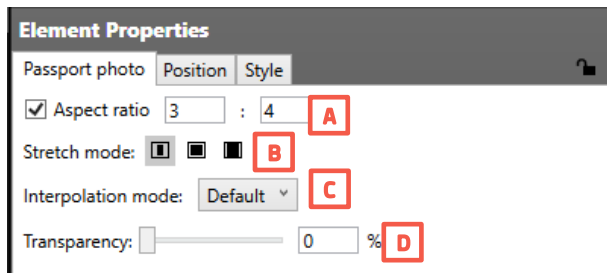 Element Properties
Passport photo Position Style
Aspect ratio 3 : 4 A
Stretch mode: B
Interpolation mode: Default C
Transparency: 0 % D